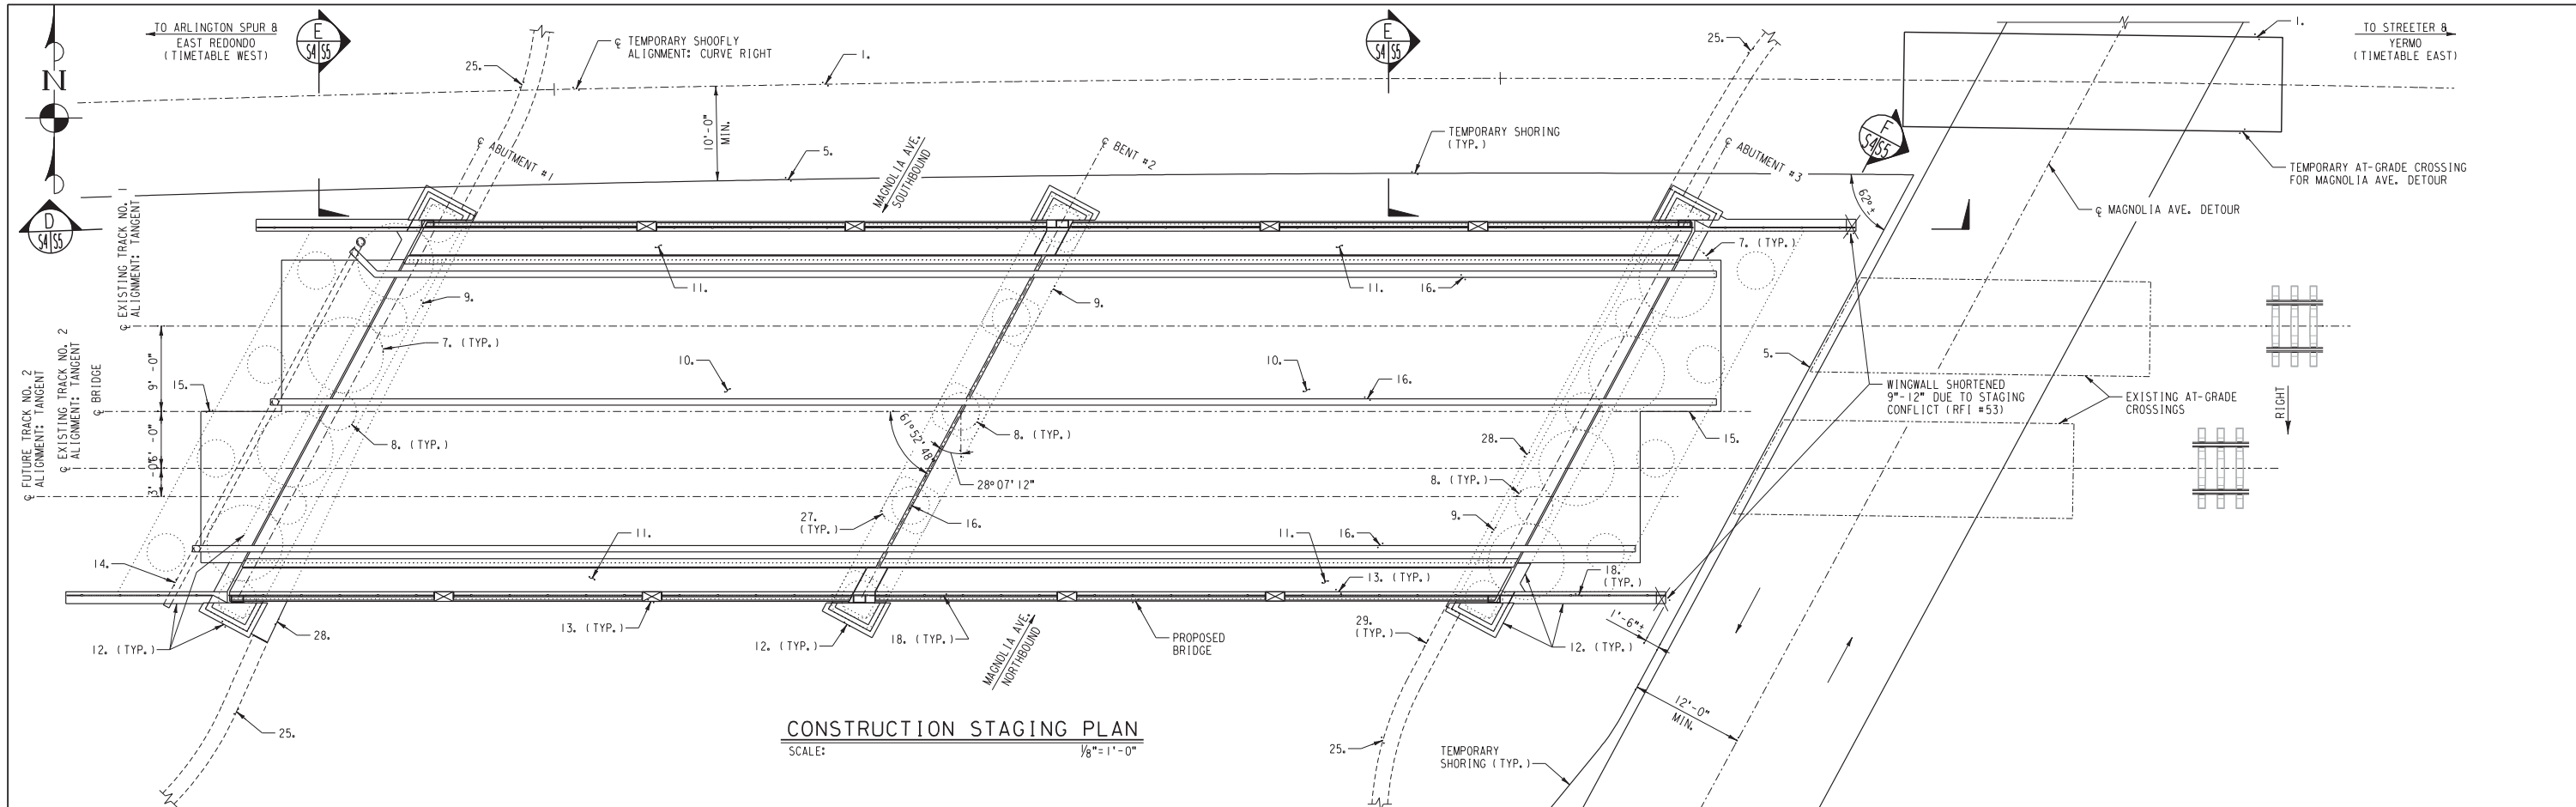 TO ARLINGTON SPUR &
EAST REDONDO
(TIMETABLE WEST)
E
S4 S5
℄ TEMPORARY SHOOFLY
ALIGNMENT: CURVE RIGHT
25.
1.
E
S4 S5
25.
1.
TO STREETER &
YERMO
(TIMETABLE EAST)
N
10'-0"
MIN.
5.
MAGNOLIA AVE.
SOUTHBOUND
℄ ABUTMENT #1
℄ BENT #2
TEMPORARY SHORING
(TYP.)
℄ ABUTMENT #3
F
S4 S5
62°±
TEMPORARY AT-GRADE CROSSING
FOR MAGNOLIA AVE. DETOUR
℄ MAGNOLIA AVE. DETOUR
D
S4 S5
℄ EXISTING TRACK NO. 1
ALIGNMENT: TANGENT
7. (TYP.)
11.
11.
16.
9.
9.
7. (TYP.)
10.
10.
16.
5.
℄ FUTURE TRACK NO. 2
ALIGNMENT: TANGENT
℄ EXISTING TRACK NO. 2
ALIGNMENT: TANGENT
℄ BRIDGE
9'-0"
6'-0"
3'-0"
15.
WINGWALL SHORTENED
9"-12" DUE TO STAGING
CONFLICT (RFI #53)
EXISTING AT-GRADE
CROSSINGS
RIGHT
8. (TYP.)
61°52'48"
8. (TYP.)
28.
15.
28°07'12"
8. (TYP.)
27.
(TYP.)
16.
9.
11.
11.
16.
14.
13. (TYP.)
18.
(TYP.)
12. (TYP.)
28.
13. (TYP.)
12. (TYP.)
18. (TYP.)
MAGNOLIA AVE.
NORTHBOUND
PROPOSED
BRIDGE
29.
(TYP.)
12. (TYP.)
1'-6"±
12'-0"
MIN.
25.
25.
CONSTRUCTION STAGING PLAN
SCALE: 1/8"=1'-0"
TEMPORARY
SHORING (TYP.)